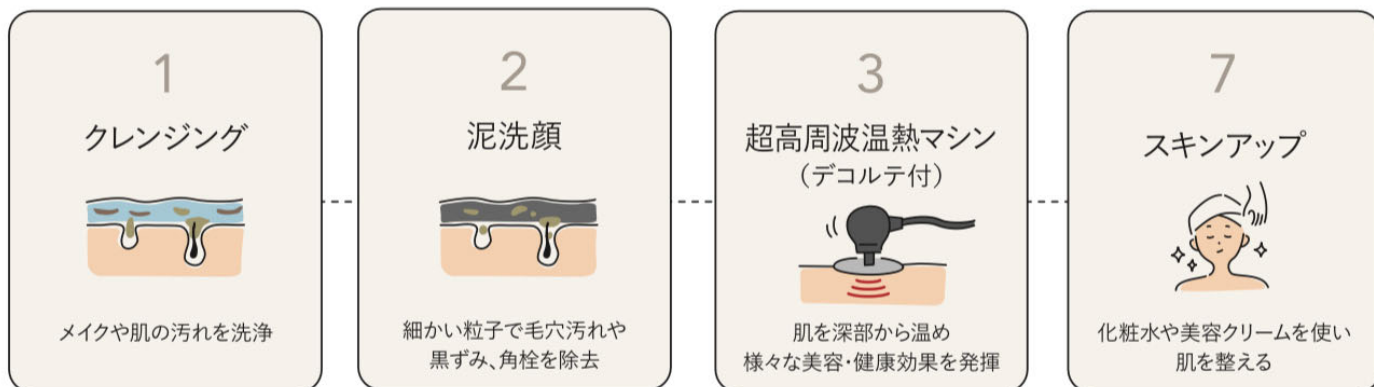 1
クレンジング
メイクや肌の汚れを洗浄
2
泥洗顔
細かい粒子で毛穴汚れや
黒ずみ、角栓を除去
3
超高周波温熱マシン
（デコルテ付）
肌を深部から温め
様々な美容・健康効果を発揮
7
スキンアップ
化粧水や美容クリームを使い
肌を整える